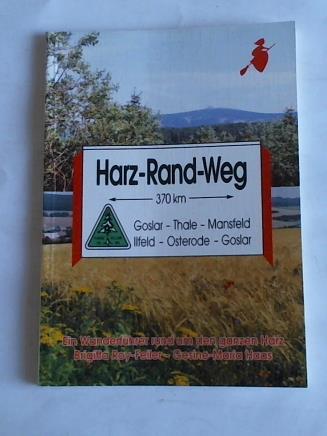 Harz-Rand-Weg
370 km
Goslar - Thale - Mansfeld
Ilfeld - Osterode - Goslar
Ein Wanderführer rund um den ganzen Harz
Brigitta Roy-Feiler - Gesine-Maria Haas